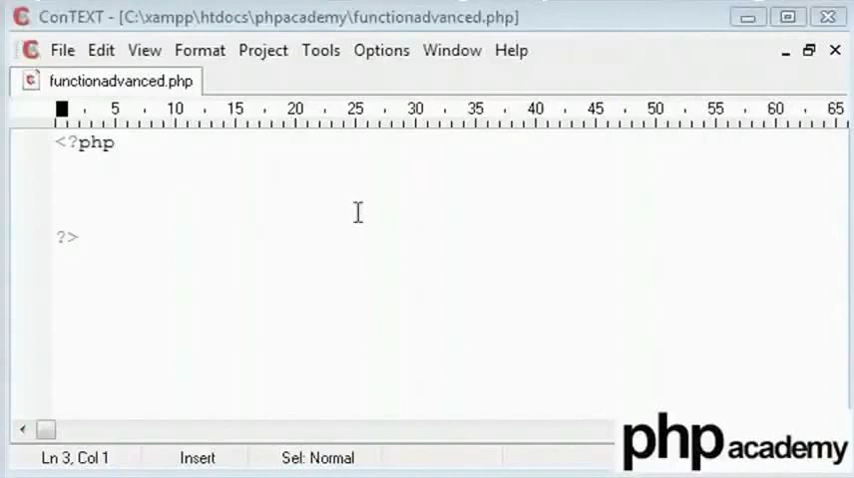 ConTEXT - [C:\xampp\htdocs\phpacademy\functionadvanced.php]
File Edit View Format Project Tools Options Window Help
functionadvanced.php
5 10 15 20 25 30 35 40 45 50 55 60 65
<?php
?>
Ln 3, Col 1 Insert Sel: Normal
php academy